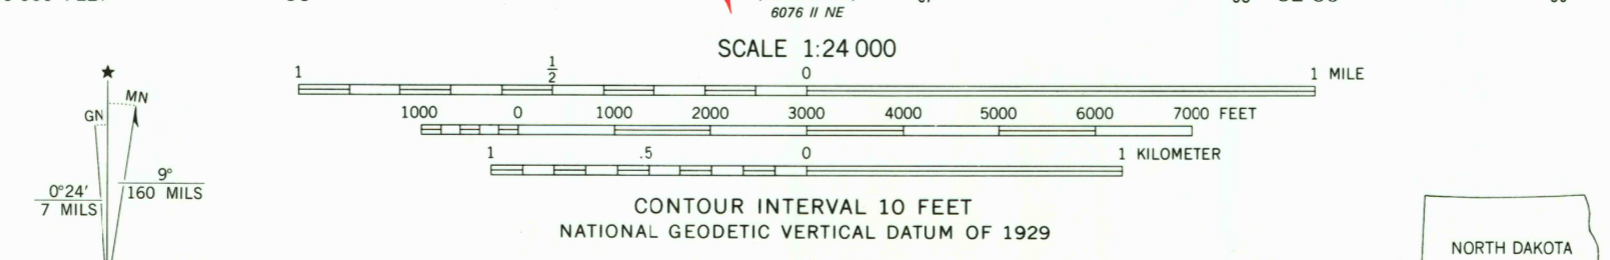 6076 II NE
SCALE 1:24 000
1 1/2 0 1 MILE
1000 0 1000 2000 3000 4000 5000 6000 7000 FEET
1 .5 0 1 KILOMETER
CONTOUR INTERVAL 10 FEET
NATIONAL GEODETIC VERTICAL DATUM OF 1929
★
MN
GN
9°
160 MILS
0°24′
7 MILS
NORTH DAKOTA